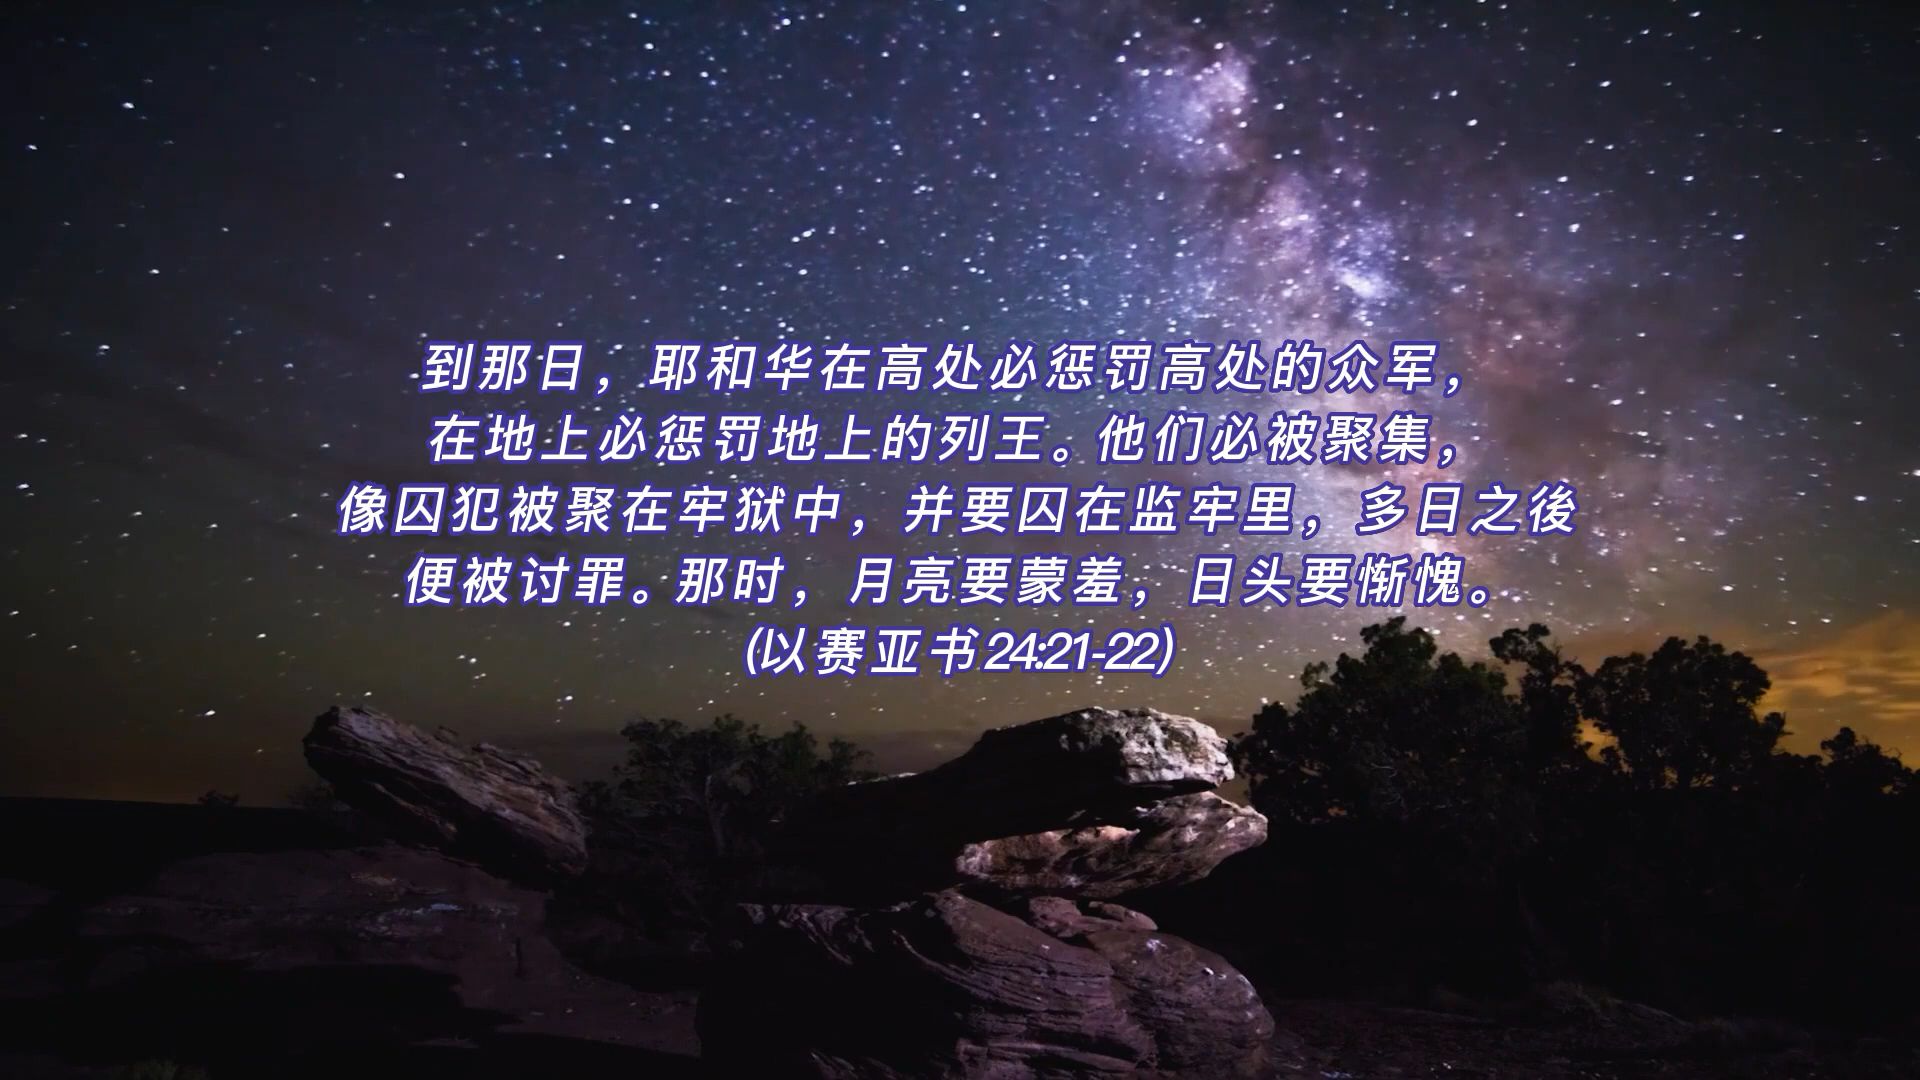 到那日，耶和华在高处必惩罚高处的众军，
在地上必惩罚地上的列王。他们必被聚集，
像囚犯被聚在牢狱中，并要囚在监牢里，多日之後
便被讨罪。那时，月亮要蒙羞，日头要惭愧。
(以赛亚书24:21-22)